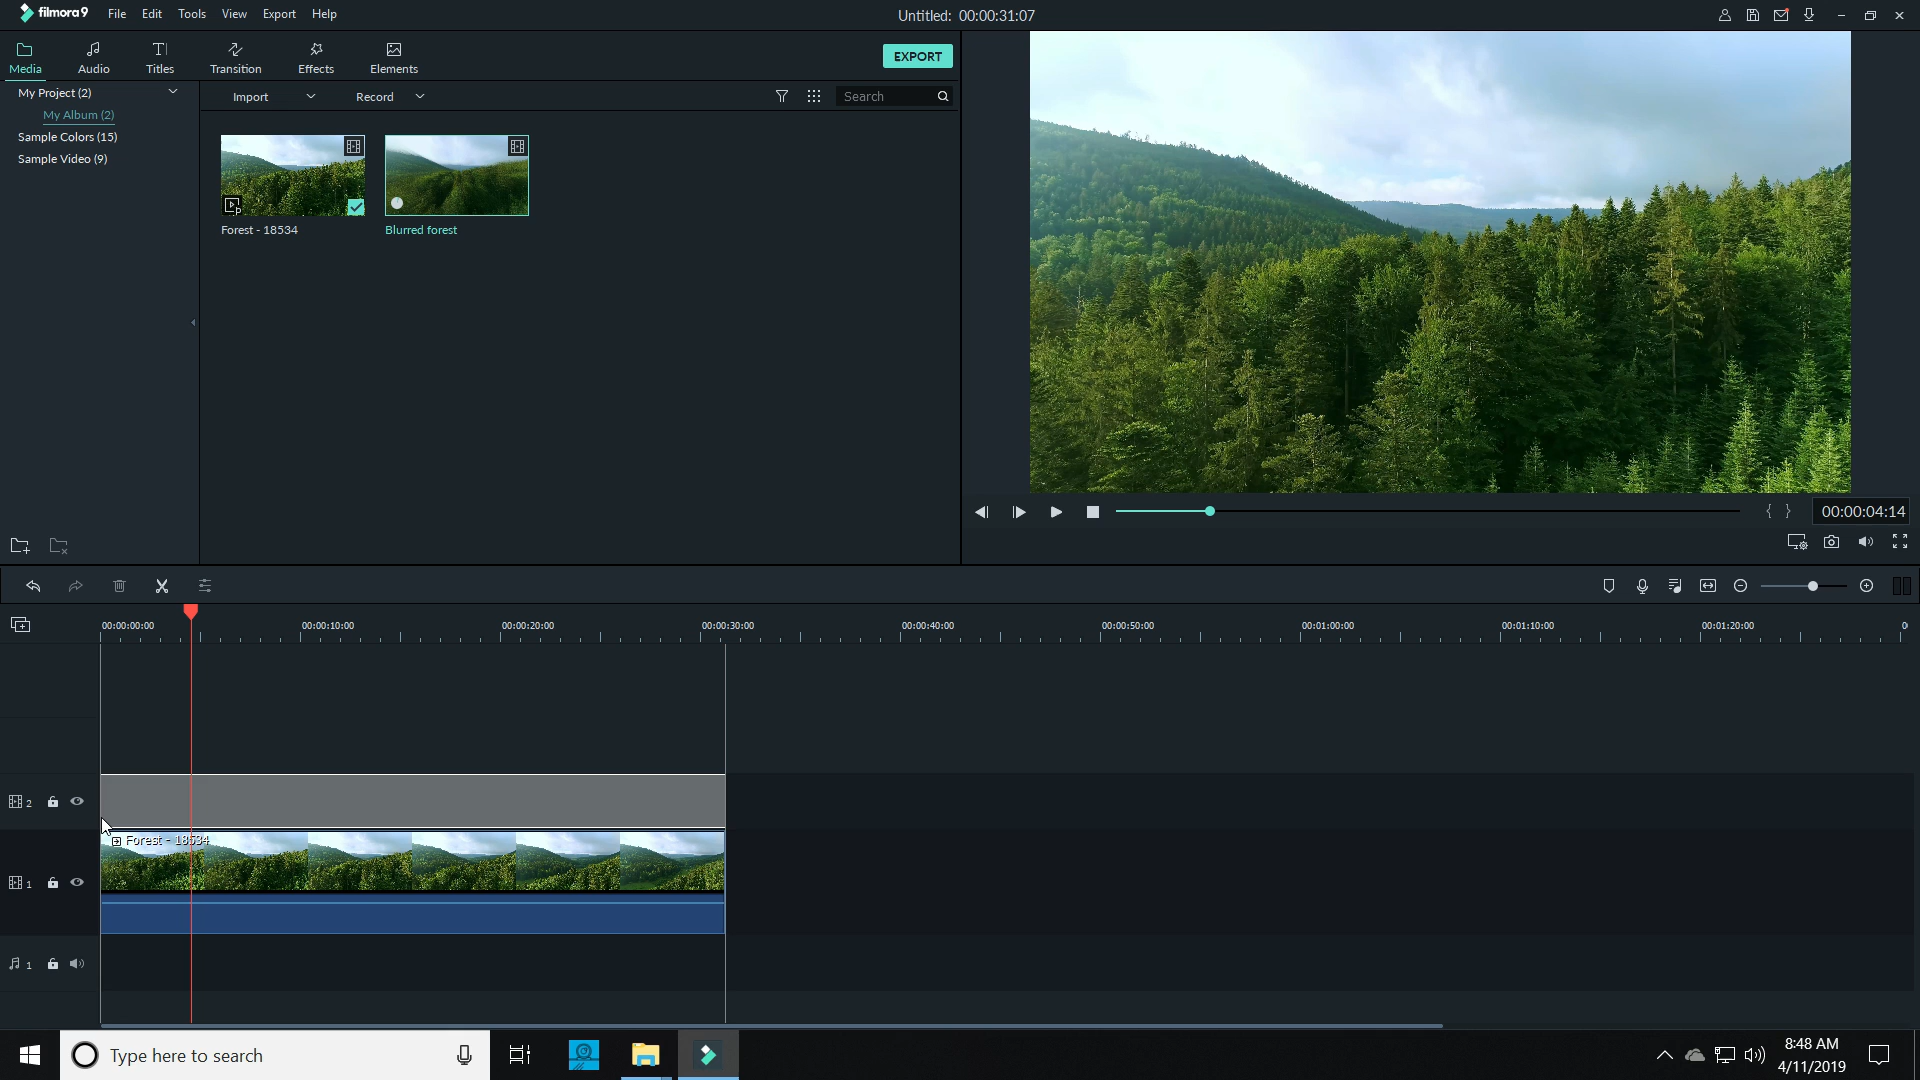 filmora9 File Edit Tools View Export Help Untitled: 00:00:31:07
Media Audio Titles Transition Effects Elements EXPORT
My Project (2) Import Record Search
My Album (2)
Sample Colors (15)
Sample Video (9)
Forest - 18534 Blurred forest
00:00:04:14
00:00:00:00 00:00:10:00 00:00:20:00 00:00:30:00 00:00:40:00 00:00:50:00 00:01:00:00 00:01:10:00 00:01:20:00 0
2
Forest - 18534
1
1
Type here to search
8:48 AM
4/11/2019